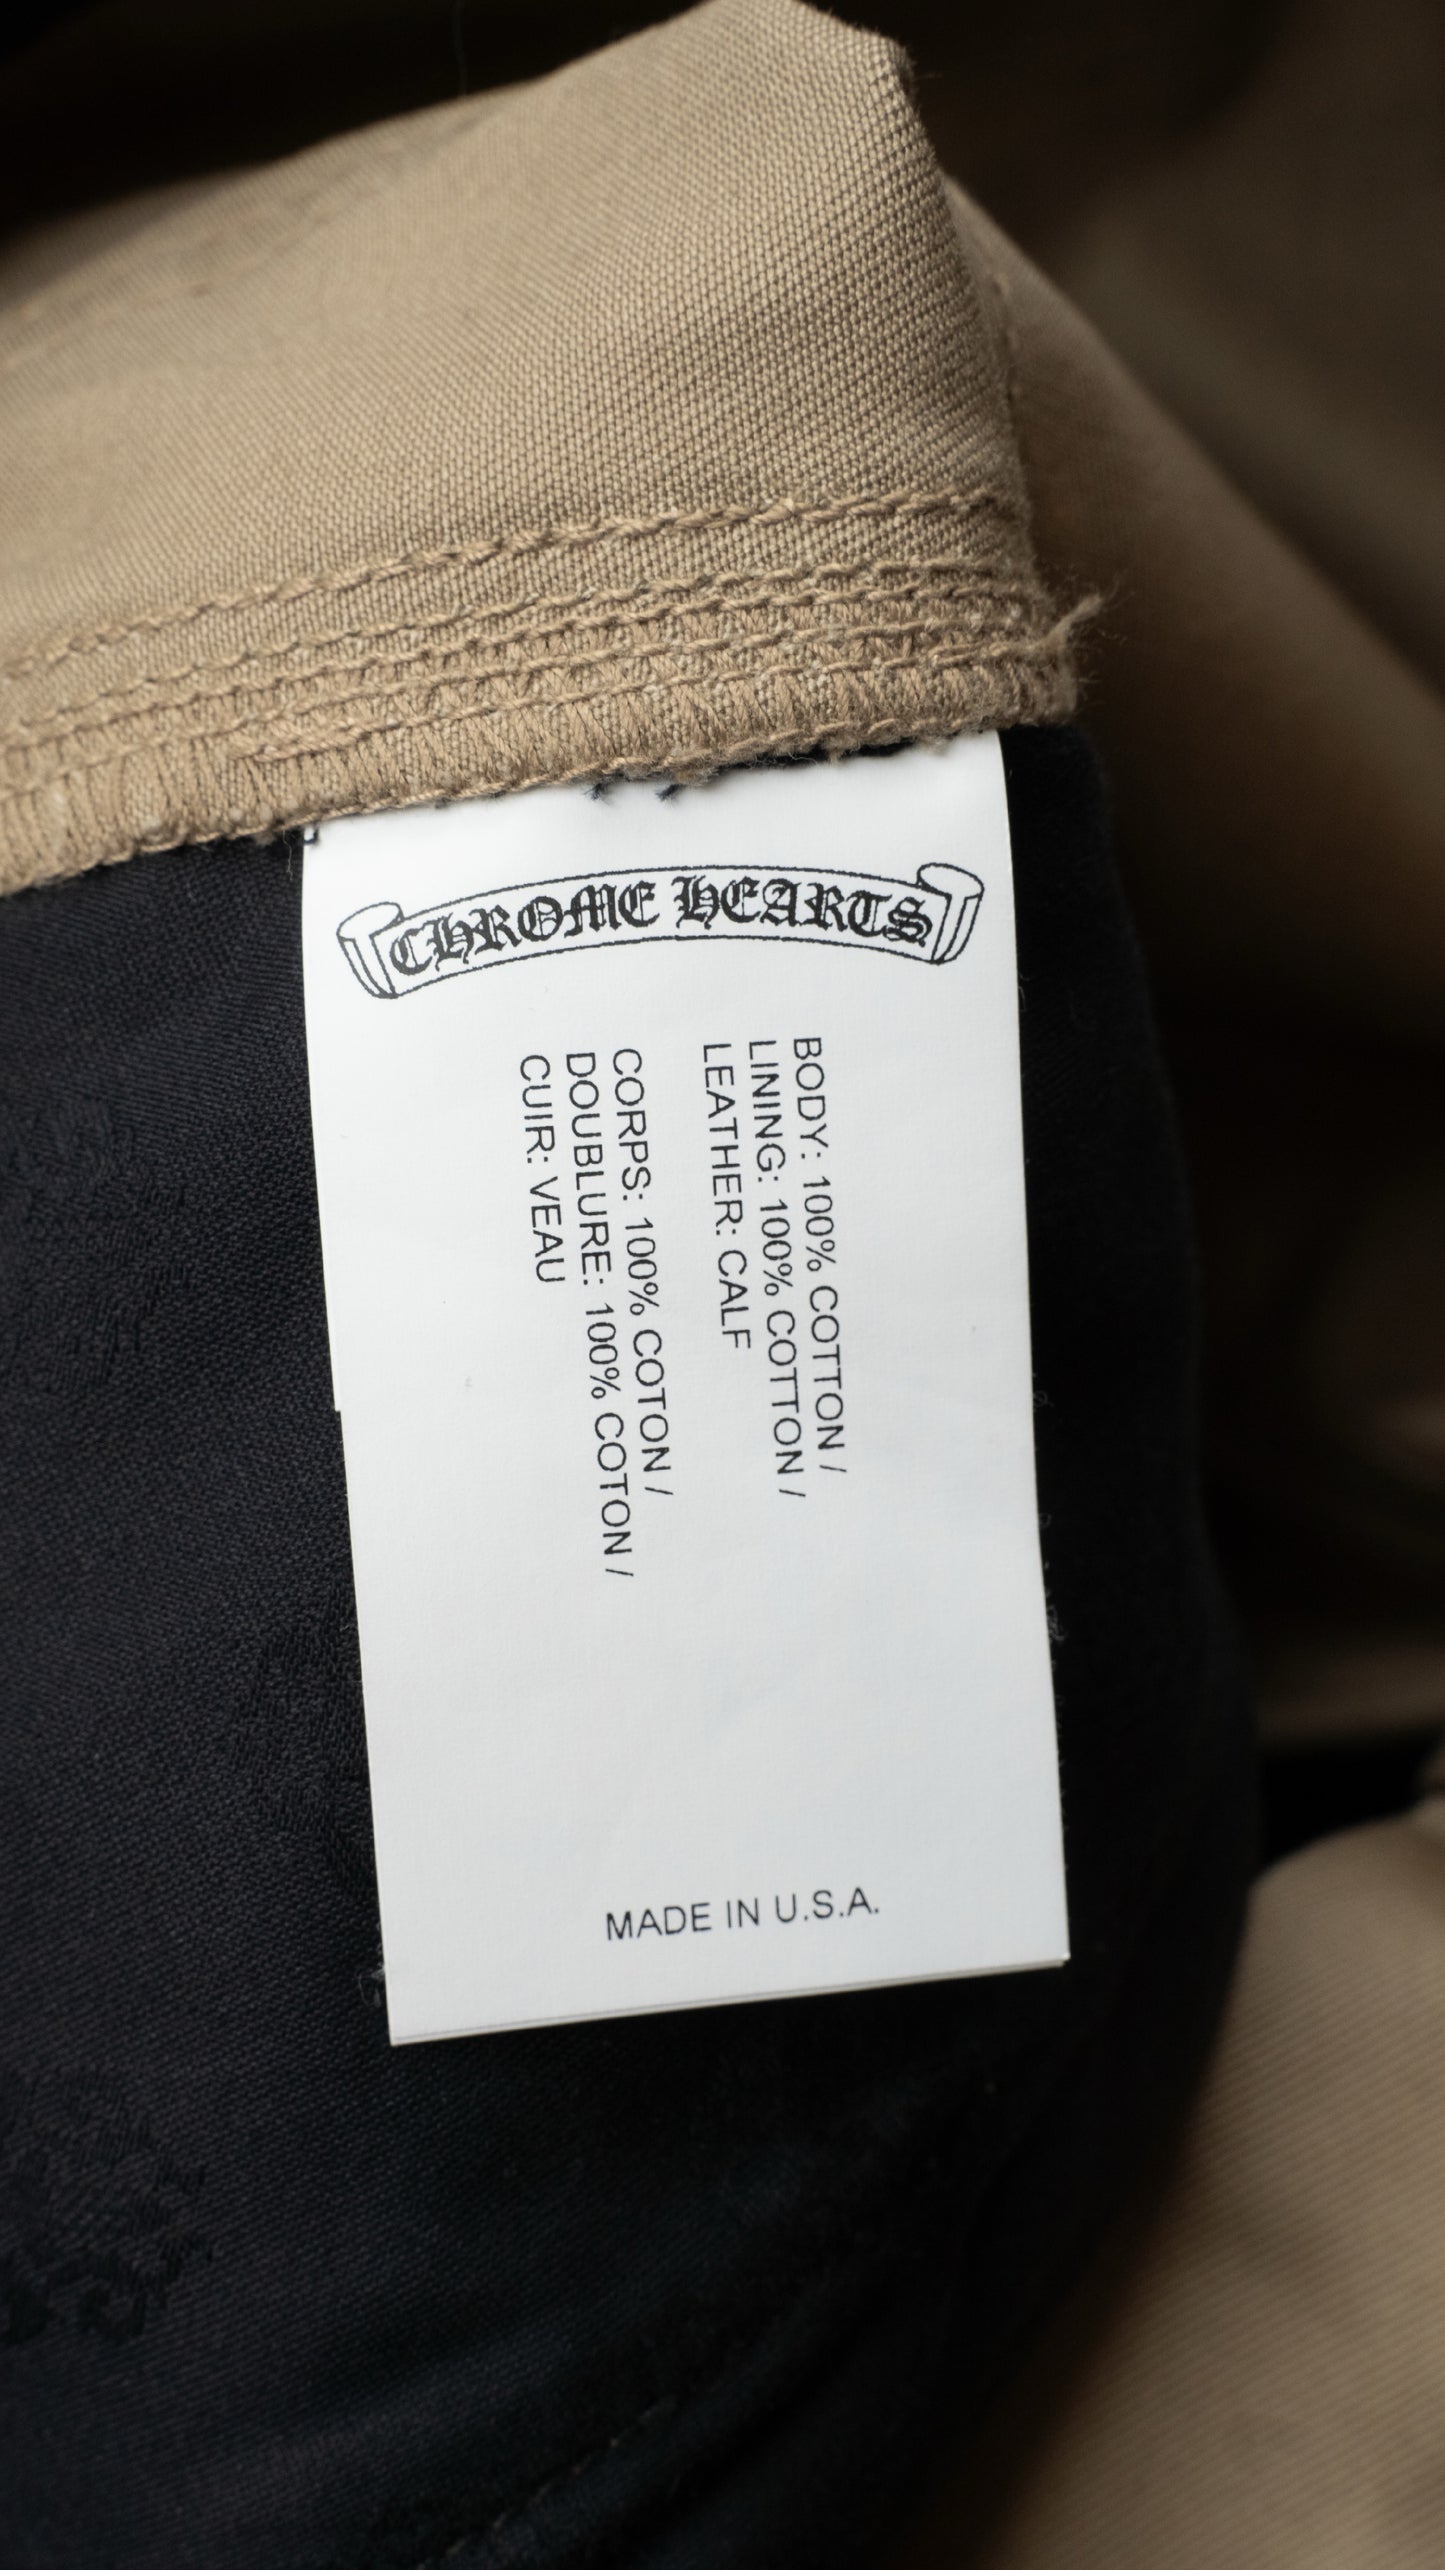 CHROME HEARTS
BODY: 100% COTTON /
LINING: 100% COTTON /
LEATHER: CALF
CORPS: 100% COTON /
DOUBLURE: 100% COTON /
CUIR: VEAU
MADE IN U.S.A.